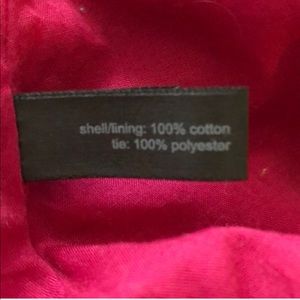 shell/lining: 100% cotton
tie: 100% polyester